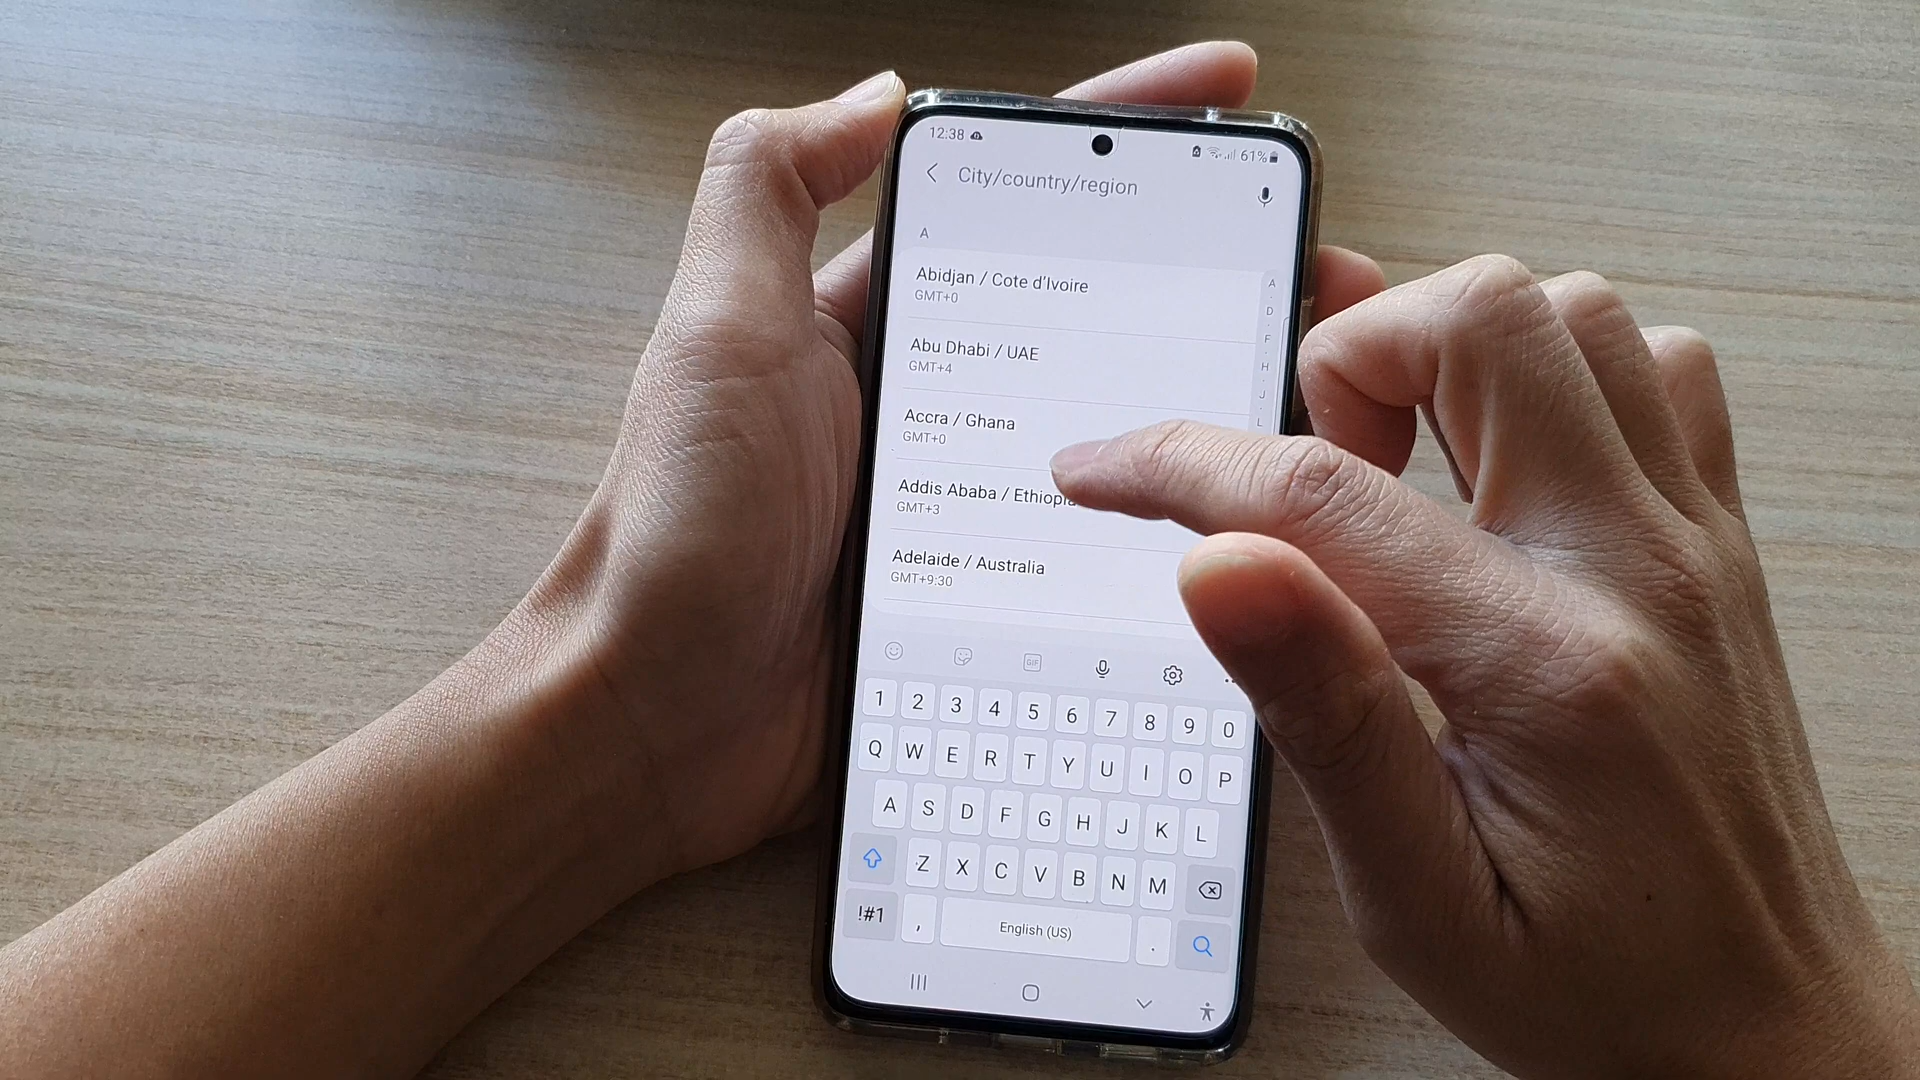 12:38
61%
City/country/region
A
Abidjan / Cote d'Ivoire
GMT+0
Abu Dhabi / UAE
GMT+4
Accra / Ghana
GMT+0
Addis Ababa / Ethiopia
GMT+3
Adelaide / Australia
GMT+9:30
A
D
F
H
J
L
GIF
1 2 3 4 5 6 7 8 9 0
Q W E R T Y U I O P
A S D F G H J K L
Z X C V B N M
!#1 , English (US) .